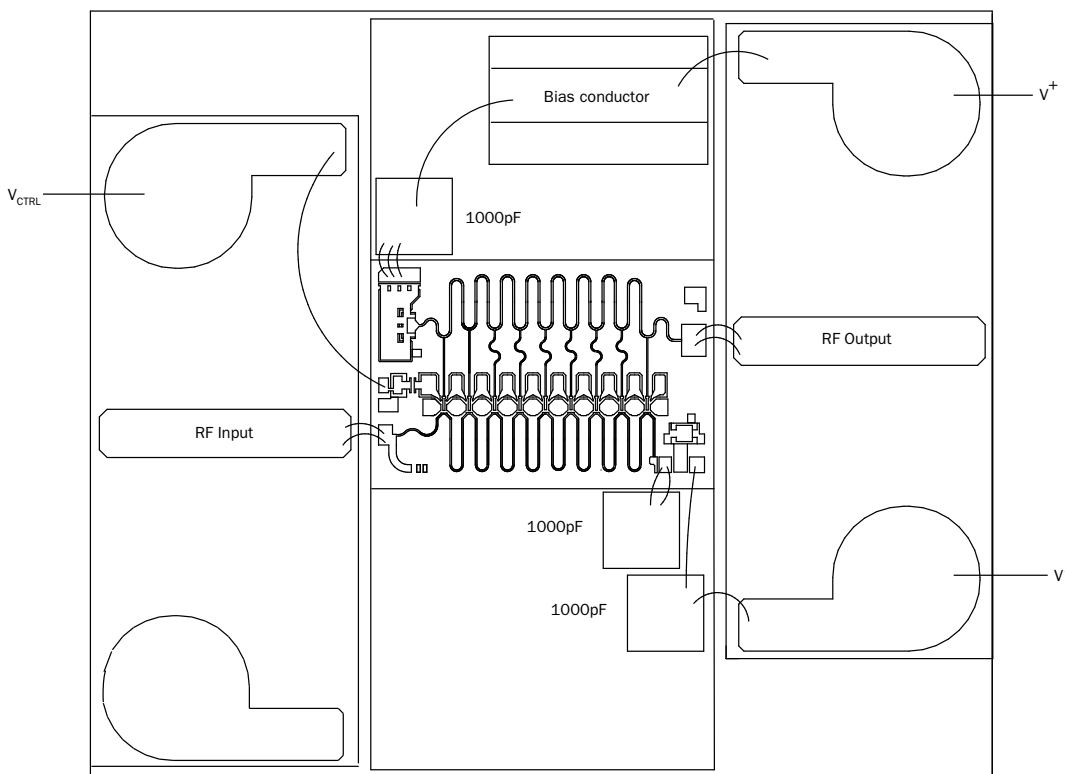 Bias conductor
V+
VCTRL
1000pF
RF Output
RF Input
1000pF
V
1000pF